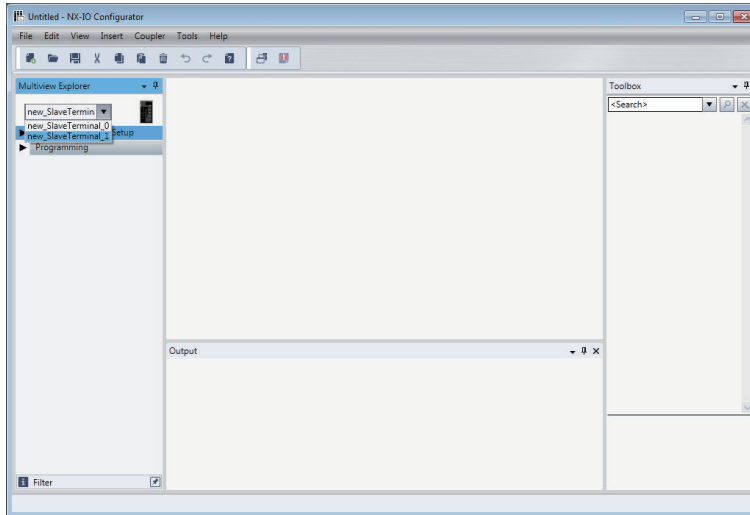 Untitled - NX-IO Configurator
File Edit View Insert Coupler Tools Help
Multiview Explorer
Toolbox
new_SlaveTermin
<Search>
new_SlaveTerminal_0
new_SlaveTerminal_1 Setup
Programming
Output
Filter